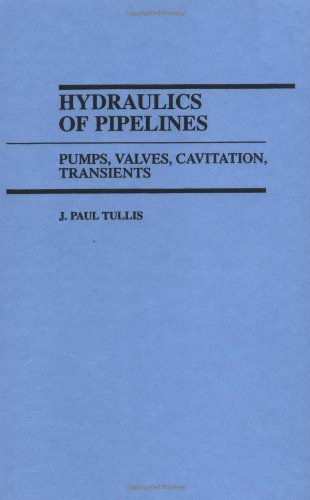 HYDRAULICS
OF PIPELINES
PUMPS, VALVES, CAVITATION,
TRANSIENTS
J. PAUL TULLIS